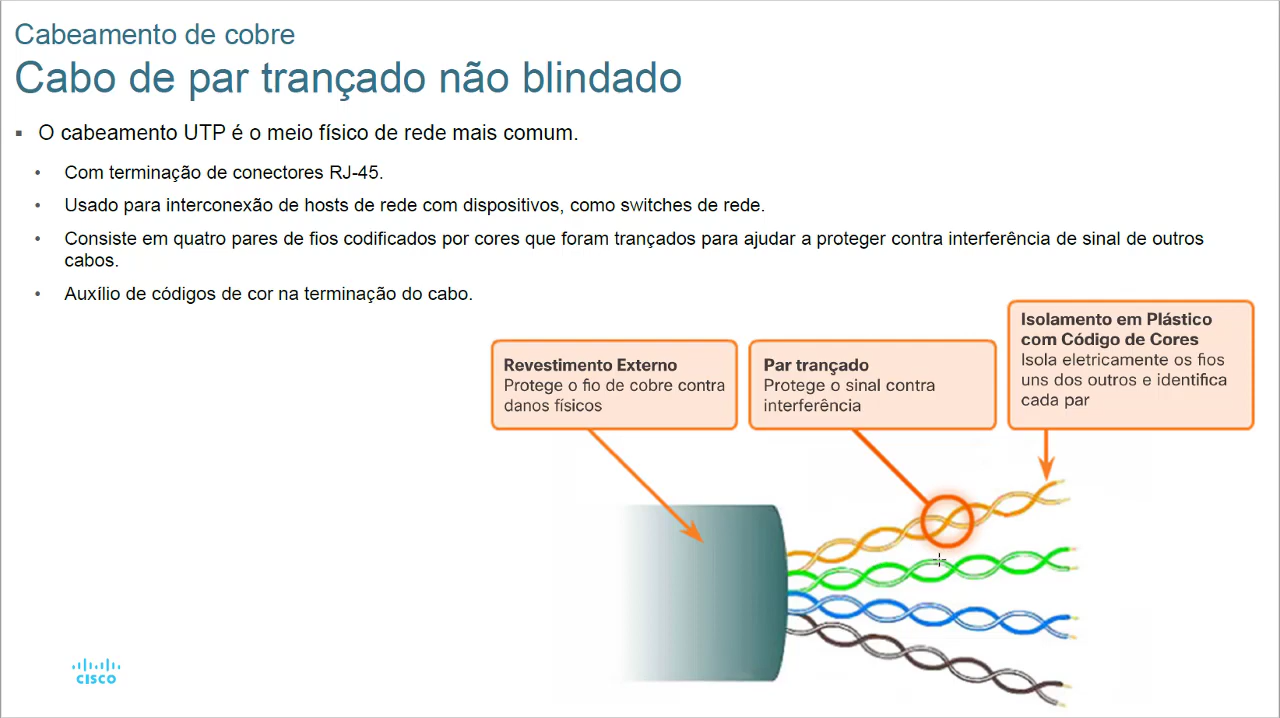 Cabeamento de cobre
Cabo de par trançado não blindado
▪ O cabeamento UTP é o meio físico de rede mais comum.
• Com terminação de conectores RJ-45.
• Usado para interconexão de hosts de rede com dispositivos, como switches de rede.
• Consiste em quatro pares de fios codificados por cores que foram trançados para ajudar a proteger contra interferência de sinal de outros
cabos.
• Auxílio de códigos de cor na terminação do cabo.
Revestimento Externo
Protege o fio de cobre contra
danos físicos
Par trançado
Protege o sinal contra
interferência
Isolamento em Plástico
com Código de Cores
Isola eletricamente os fios
uns dos outros e identifica
cada par
CISCO